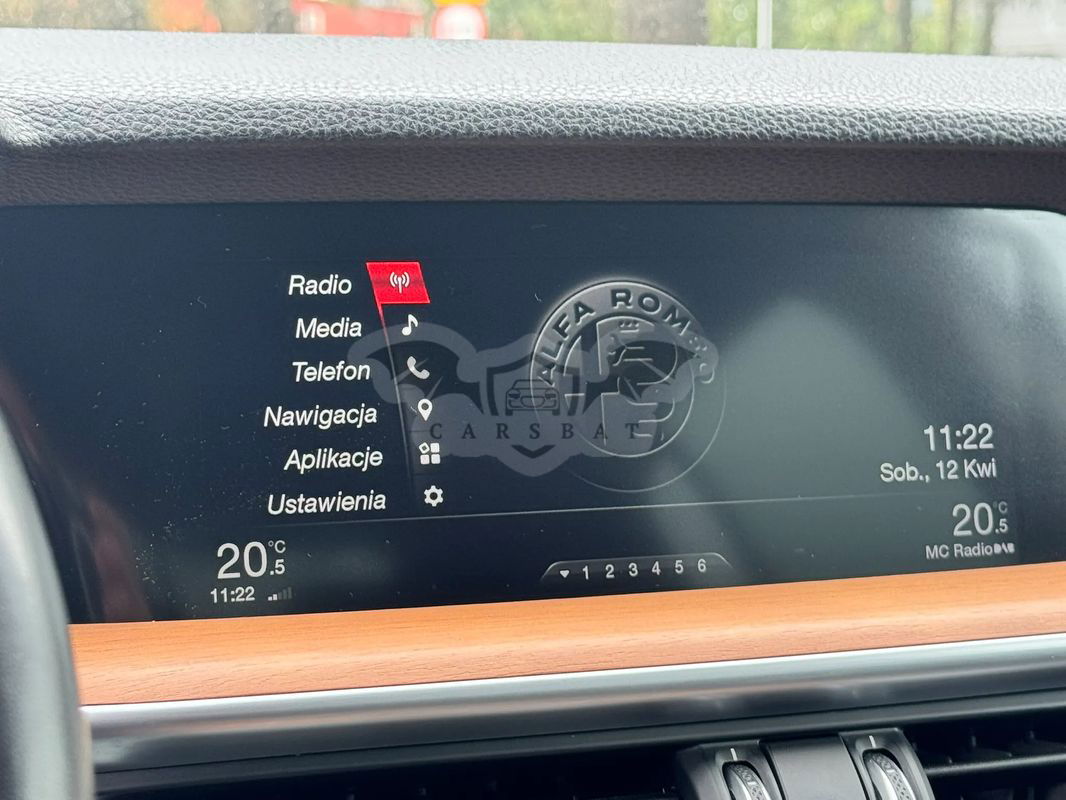 Radio
Media
Telefon
Nawigacja
Aplikacje
Ustawienia
ALFA ROMEO
CARSBAT
11:22
Sob., 12 Kwi
20.5 °C
11:22
1 2 3 4 5 6
20.5 °C
MC Radio